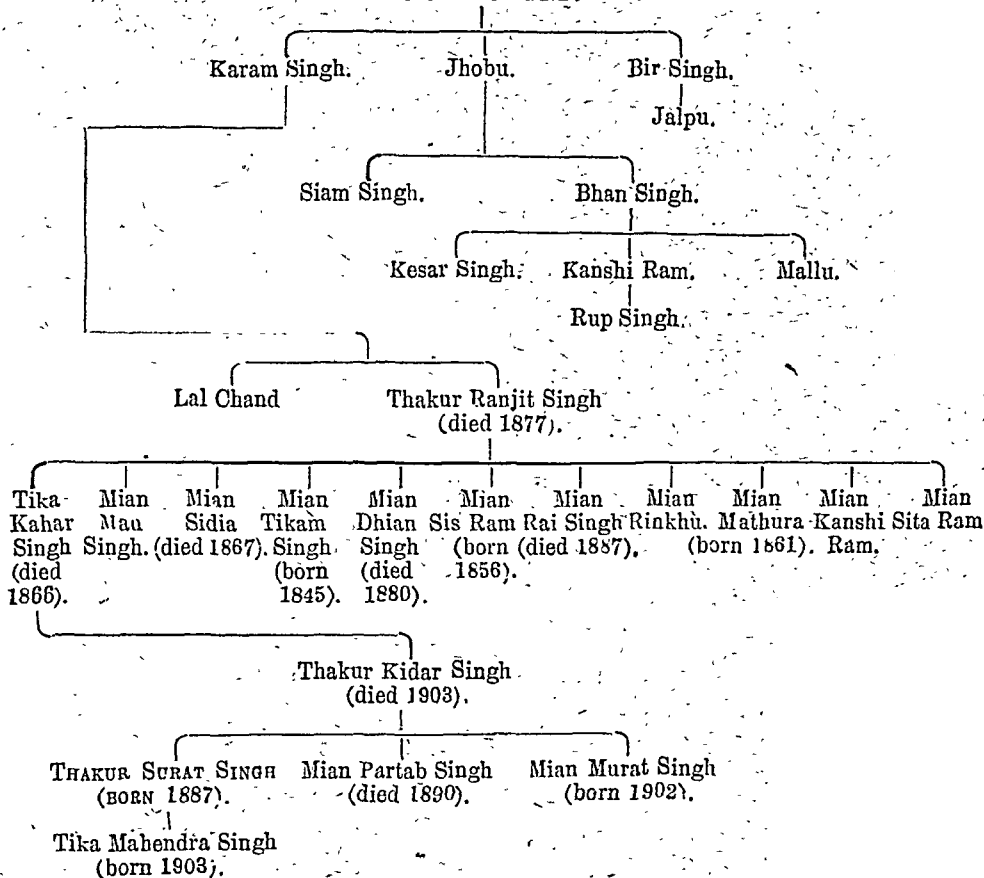 Karam Singh. Jhobu. Bir Singh.
Jalpu.
Siam Singh. Bhan Singh.
Kesar Singh. Kanshi Ram. Mallu.
Rup Singh.
Lal Chand Thakur Ranjit Singh
(died 1877).
Tika Mian Mian Mian Mian Mian Mian Mian Mian Mian Mian
Kahar Man Sidia Tikam Dhian Sis Ram Rai Singh Rinkhu. Mathura Kanshi Sita Ram
Singh Singh. (died 1867). Singh. Singh (born (died 1887). (born 1861). Ram.
(died (born (died 1856).
1866). 1845). 1880).
Thakur Kidar Singh
(died 1903).
THAKUR SURAT SINGH Mian Partab Singh Mian Murat Singh
(BORN 1887). (died 1890). (born 1902).
Tika Mahendra Singh
(born 1903).